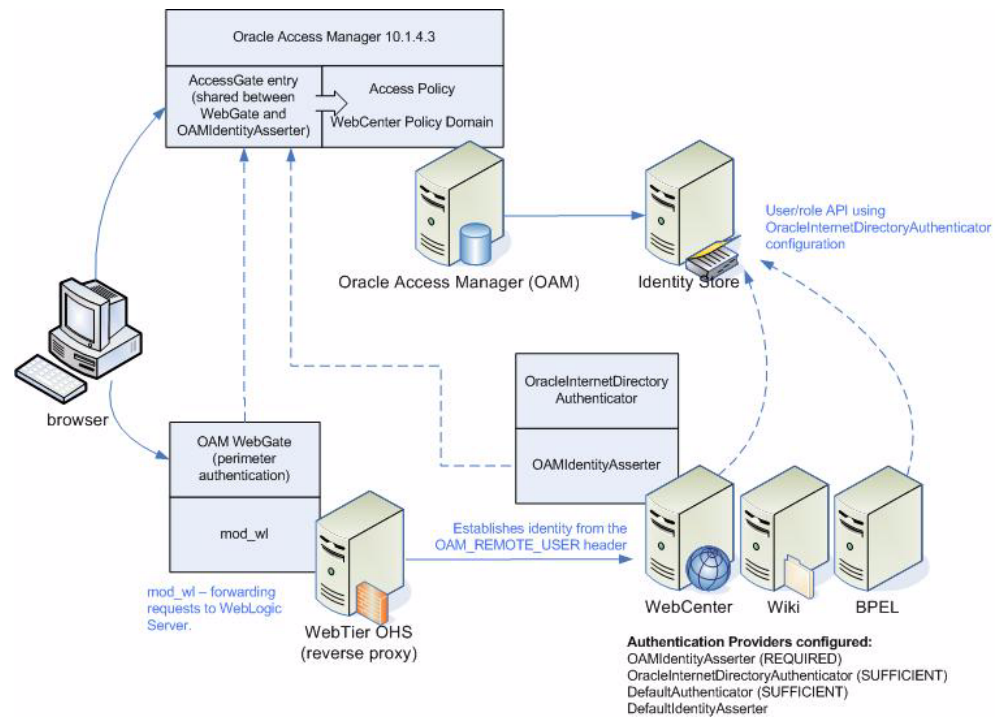 Oracle Access Manager 10.1.4.3
AccessGate entry
(shared between
WebGate and
OAMIdentityAsserter)
Access Policy
WebCenter Policy Domain
User/role API using
OracleInternetDirectoryAuthenticator
configuration
Oracle Access Manager (OAM)
Identity Store
browser
OracleInternetDirectory
Authenticator
OAMIdentityAsserter
OAM WebGate
(perimeter
authentication)
mod_wl
Establishes identity from the
OAM_REMOTE_USER header
mod_wl – forwarding
requests to WebLogic
Server.
WebTier OHS
(reverse proxy)
WebCenter
Wiki
BPEL
Authentication Providers configured:
OAMIdentityAsserter (REQUIRED)
OracleInternetDirectoryAuthenticator (SUFFICIENT)
DefaultAuthenticator (SUFFICIENT)
DefaultIdentityAsserter